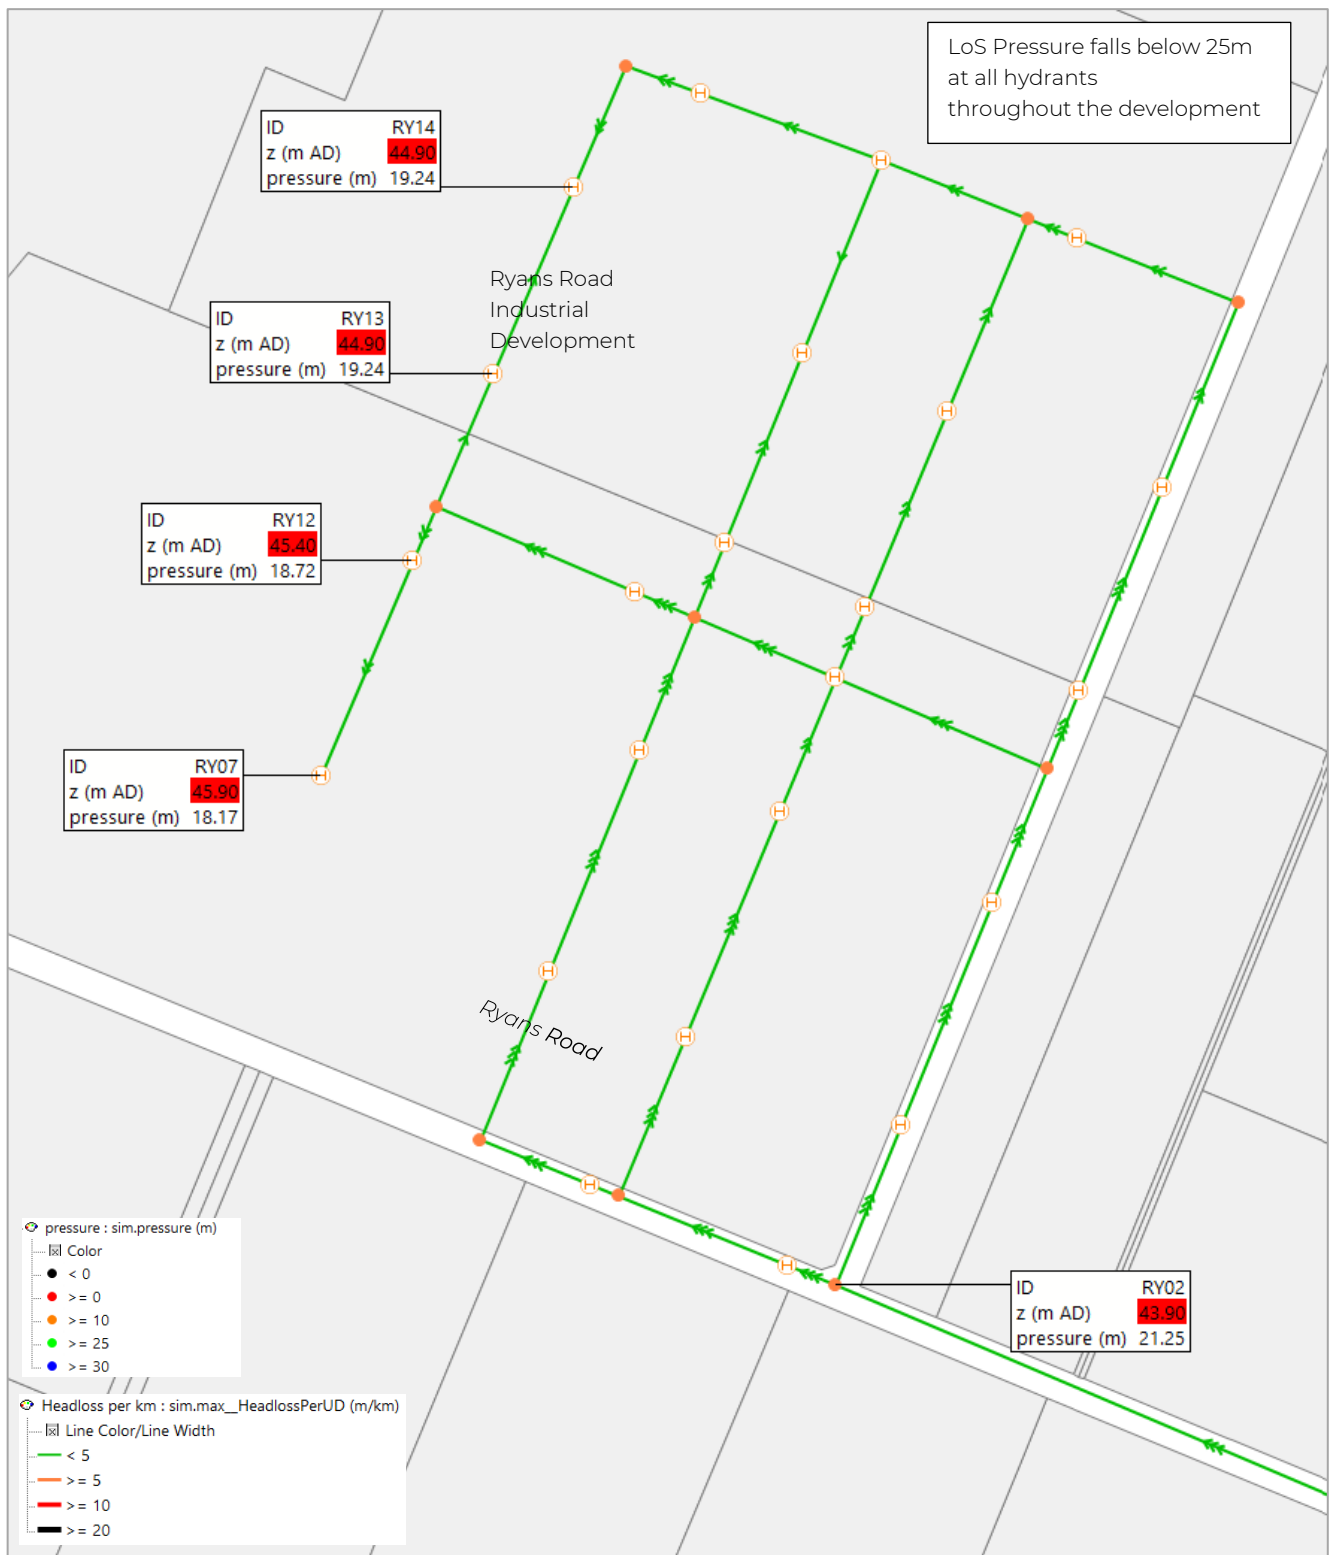 LoS Pressure falls below 25m
at all hydrants
throughout the development
ID RY14
z (m AD) 44.90
pressure (m) 19.24
Ryans Road
Industrial
Development
ID RY13
z (m AD) 44.90
pressure (m) 19.24
ID RY12
z (m AD) 45.40
pressure (m) 18.72
ID RY07
z (m AD) 45.90
pressure (m) 18.17
Ryans Road
ID RY02
z (m AD) 43.90
pressure (m) 21.25
pressure : sim.pressure (m)
Color
< 0
>= 0
>= 10
>= 25
>= 30
Headloss per km : sim.max__HeadlossPerUD (m/km)
Line Color/Line Width
< 5
>= 5
>= 10
>= 20